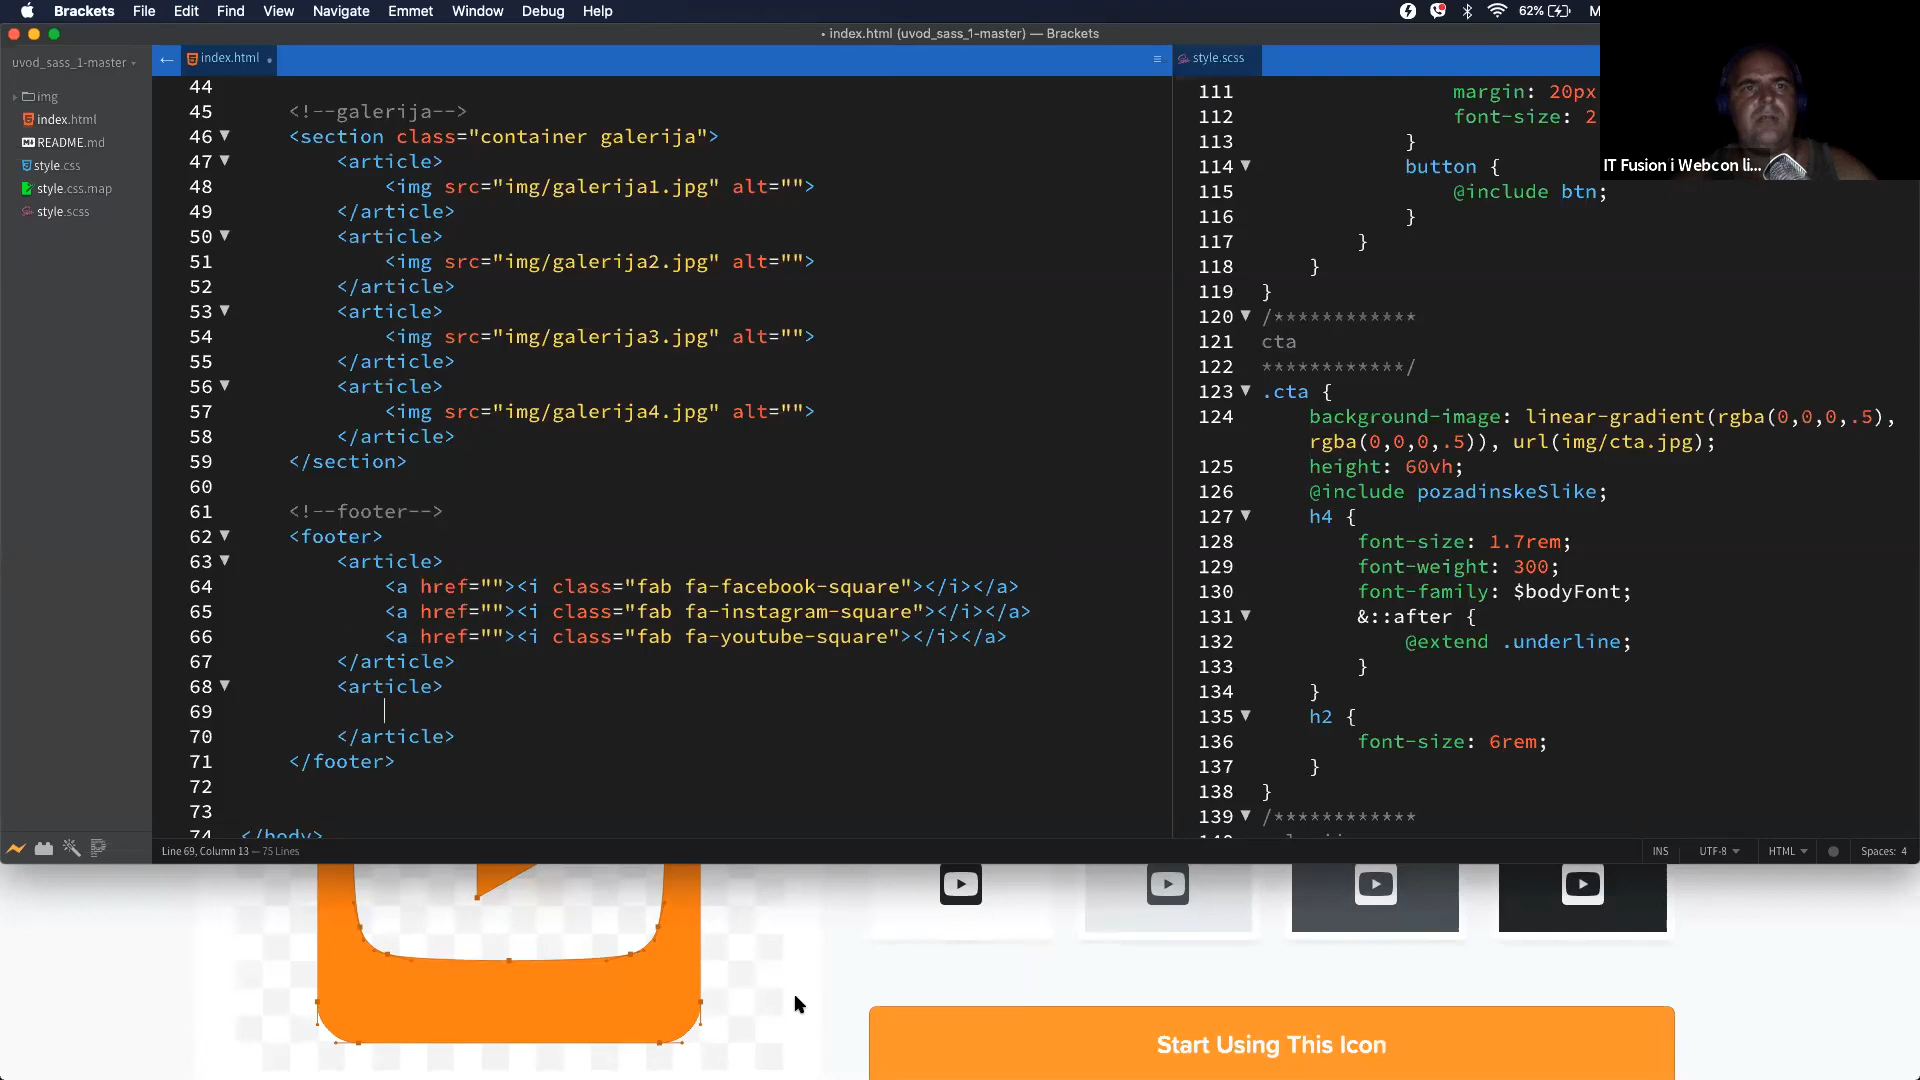 Brackets File Edit Find View Navigate Emmet Window Debug Help 62%
• index.html (uvod_sass_1-master) — Brackets
uvod_sass_1-master
img
index.html
README.md
style.css
style.css.map
style.scss
index.html •
44
45 <!--galerija-->
46 <section class="container galerija">
47 <article>
48 <img src="img/galerija1.jpg" alt="">
49 </article>
50 <article>
51 <img src="img/galerija2.jpg" alt="">
52 </article>
53 <article>
54 <img src="img/galerija3.jpg" alt="">
55 </article>
56 <article>
57 <img src="img/galerija4.jpg" alt="">
58 </article>
59 </section>
60
61 <!--footer-->
62 <footer>
63 <article>
64 <a href=""><i class="fab fa-facebook-square"></i></a>
65 <a href=""><i class="fab fa-instagram-square"></i></a>
66 <a href=""><i class="fab fa-youtube-square"></i></a>
67 </article>
68 <article>
69
70 </article>
71 </footer>
72
73
74 </body>
style.scss
111 margin: 20px
112 font-size: 2
113 }
114 button {
115 @include btn;
116 }
117 }
118 }
119 }
120 /************
121 cta
122 ************/
123 .cta {
124 background-image: linear-gradient(rgba(0,0,0,.5),
rgba(0,0,0,.5)), url(img/cta.jpg);
125 height: 60vh;
126 @include pozadinskeSlike;
127 h4 {
128 font-size: 1.7rem;
129 font-weight: 300;
130 font-family: $bodyFont;
131 &::after {
132 @extend .underline;
133 }
134 }
135 h2 {
136 font-size: 6rem;
137 }
138 }
139 /************
IT Fusion i Webcon li...
Line 69, Column 13 — 75 Lines
INS UTF-8 HTML Spaces: 4
Start Using This Icon